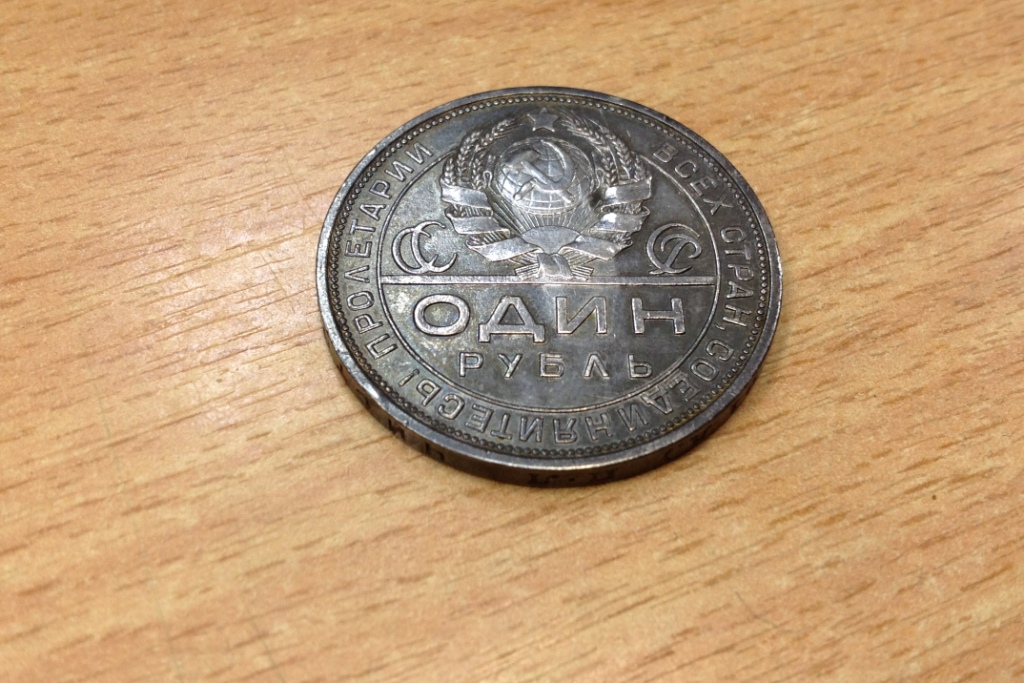 ПРОЛЕТАРИИ ВСЕХ СТРАН, СОЕДИНЯЙТЕСЬ!
СС СР
ОДИН
РУБЛЬ